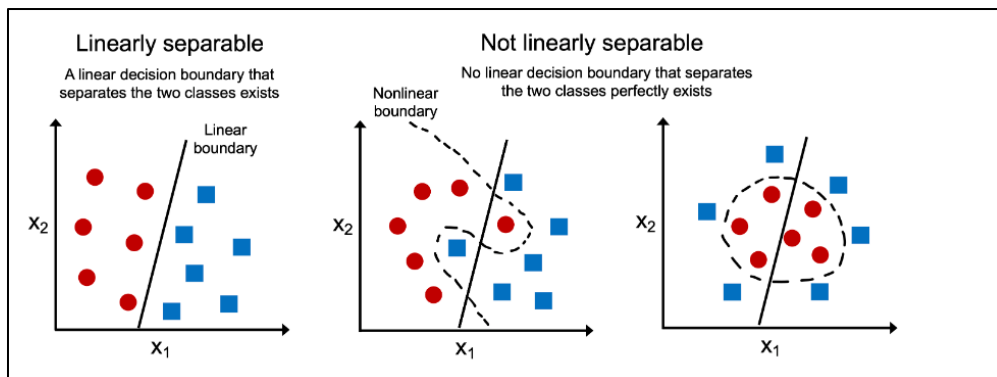 Linearly separable
A linear decision boundary that
separates the two classes exists
Linear
boundary
X2
X1
Not linearly separable
No linear decision boundary that separates
the two classes perfectly exists
Nonlinear
boundary
X2
X1
X2
X1